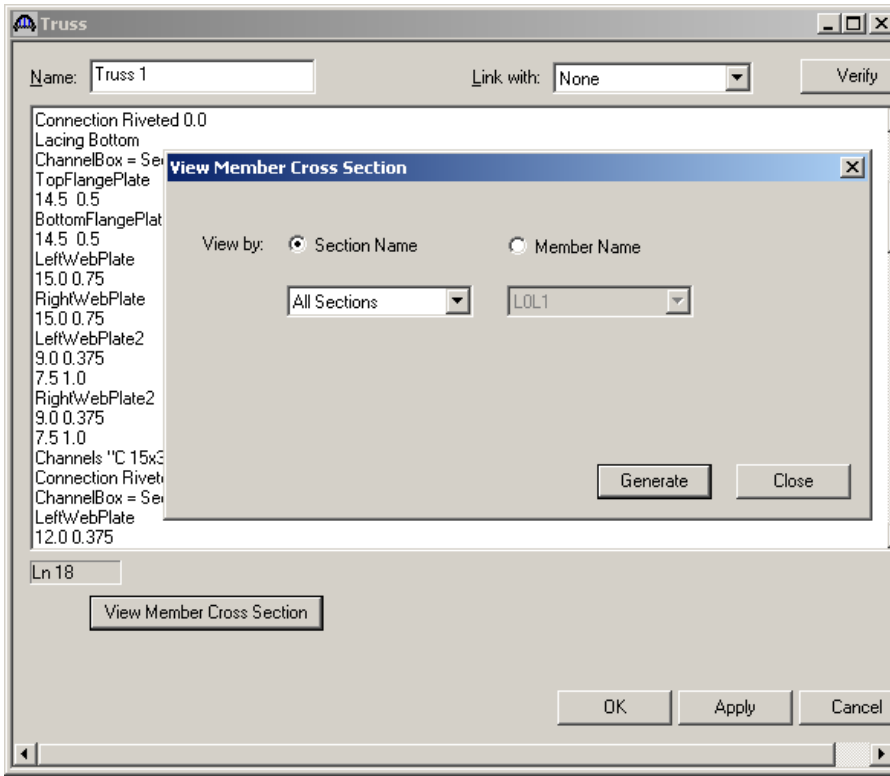 Truss
Name: Truss 1 Link with: None Verify
Connection Riveted 0.0
Lacing Bottom
ChannelBox = Se
TopFlangePlate
14.5 0.5
BottomFlangePlat
14.5 0.5
LeftWebPlate
15.0 0.75
RightWebPlate
15.0 0.75
LeftWebPlate2
9.0 0.375
7.5 1.0
RightWebPlate2
9.0 0.375
7.5 1.0
Channels "C 15x3
Connection Rivet
ChannelBox = Se
LeftWebPlate
12.0 0.375
View Member Cross Section
View by: Section Name Member Name
All Sections L0L1
Generate Close
Ln 18
View Member Cross Section
OK Apply Cancel